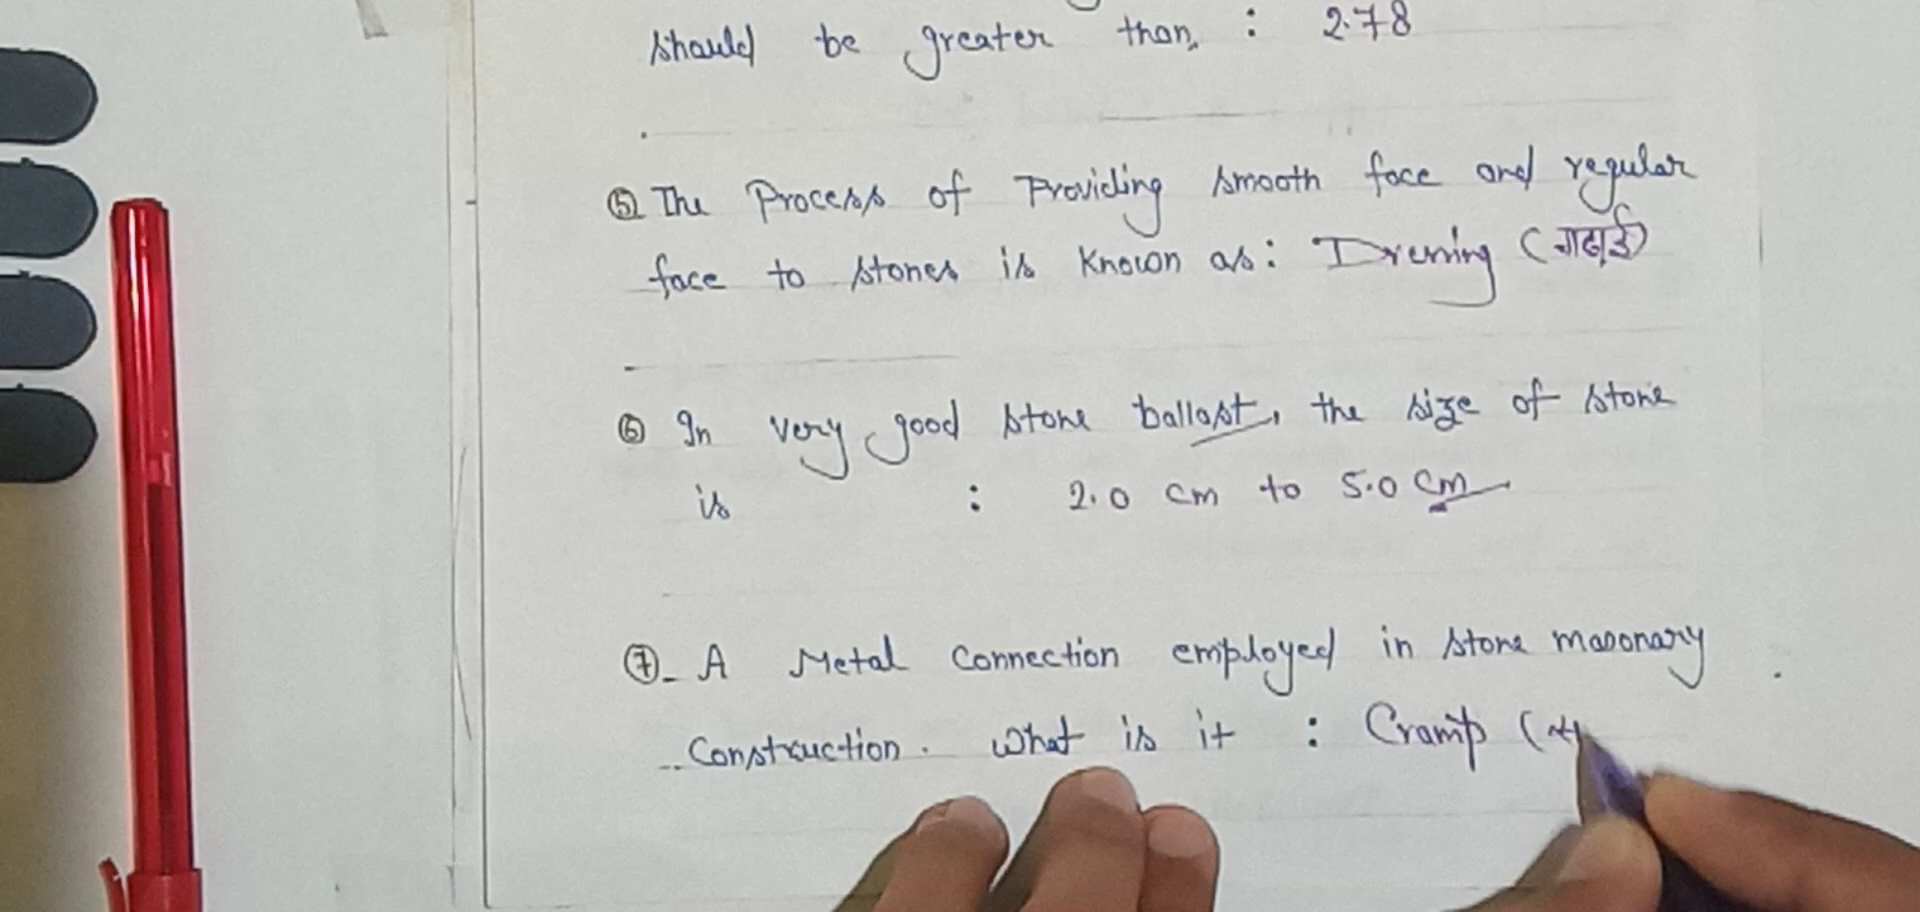 should be greater than : 2.78
⑤ The Process of Providing smooth face and regular
face to stones is known as : Dressing (गढ़ाई)
⑥ In very good stone ballast, the size of stone
is : 2.0 cm to 5.0 cm
⑦ A Metal Connection employed in stone masonary
Construction. what is it : Cramp (